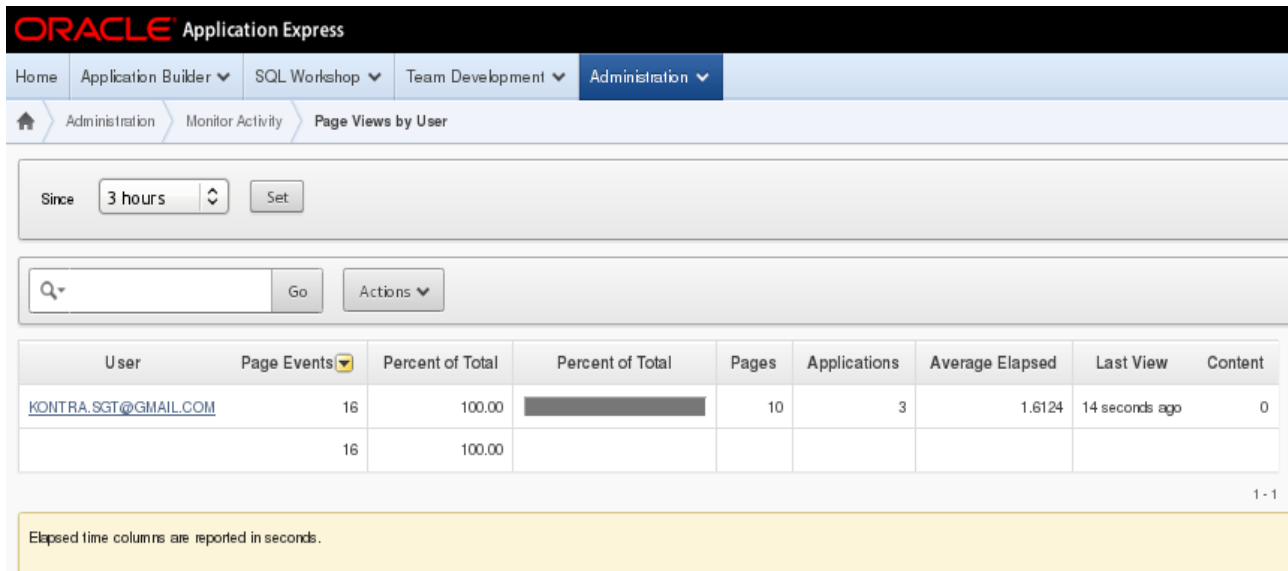 ORACLE Application Express
Home Application Builder SQL Workshop Team Development Administration
Administration Monitor Activity Page Views by User
Since 3 hours Set
Go Actions
User Page Events Percent of Total Percent of Total Pages Applications Average Elapsed Last View Content
KONTRA.SGT@GMAIL.COM 16 100.00 10 3 1.6124 14 seconds ago 0
16 100.00
1 - 1
Elapsed time columns are reported in seconds.